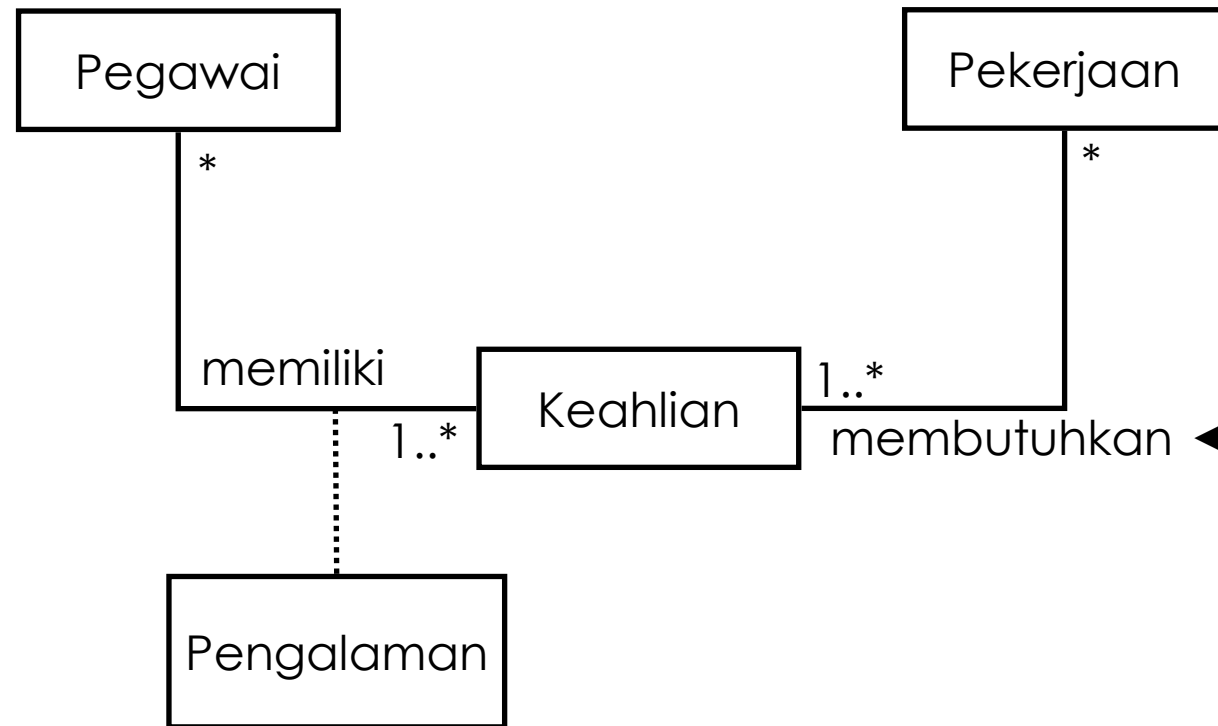 Pegawai
Pekerjaan
*
*
memiliki
Keahlian
1..*
1..*
membutuhkan ◄
Pengalaman